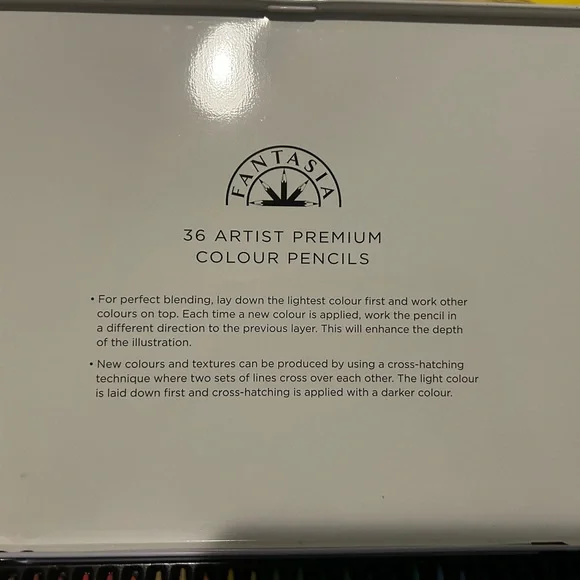 FANTASIA
36 ARTIST PREMIUM
COLOUR PENCILS
• For perfect blending, lay down the lightest colour first and work other
colours on top. Each time a new colour is applied, work the pencil in
a different direction to the previous layer. This will enhance the depth
of the illustration.
• New colours and textures can be produced by using a cross-hatching
technique where two sets of lines cross over each other. The light colour
is laid down first and cross-hatching is applied with a darker colour.